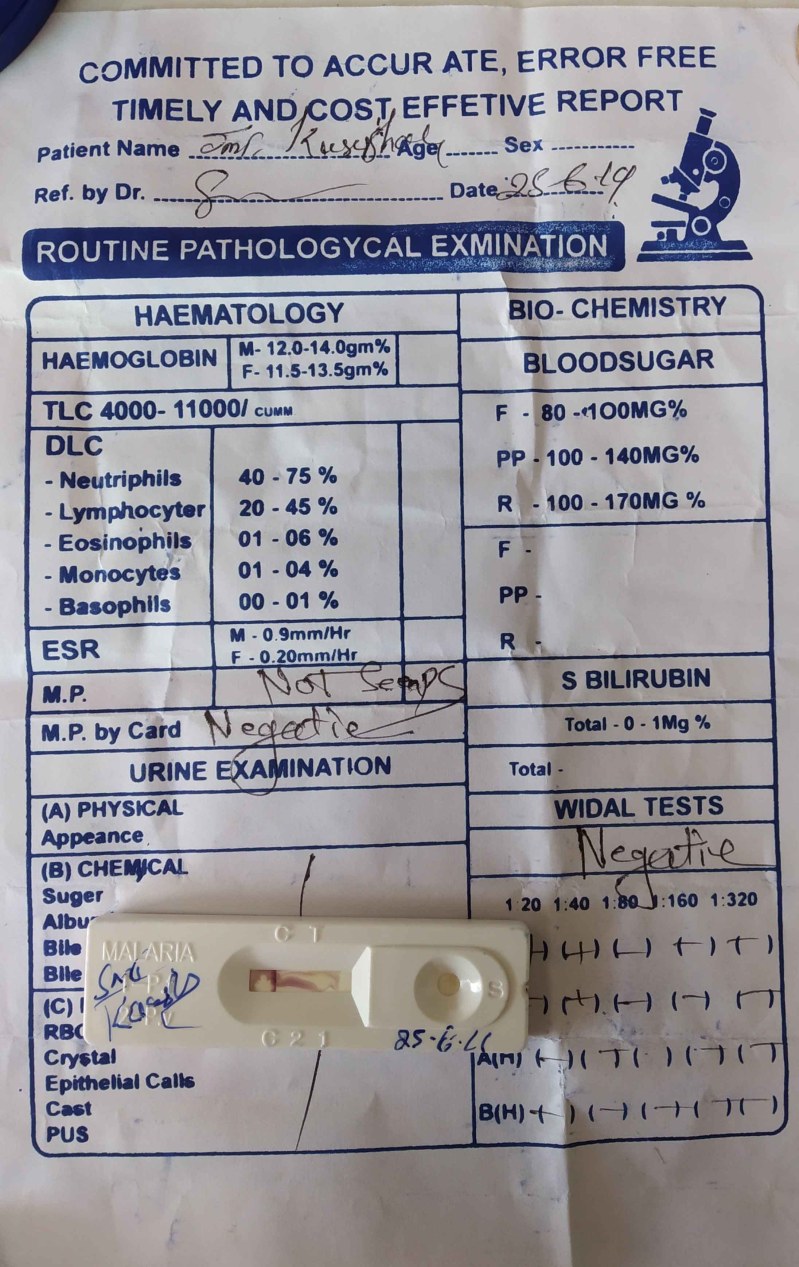 COMMITTED TO ACCUR ATE, ERROR FREE
TIMELY AND COST EFFETIVE REPORT
Patient Name Age Sex
Ref. by Dr. Date 25 6.19
ROUTINE PATHOLOGYCAL EXMINATION
HAEMATOLOGY
HAEMOGLOBIN M- 12.0-14.0gm%
F- 11.5-13.5gm%
TLC 4000- 11000/ CUMM
DLC
- Neutriphils 40 - 75 %
- Lymphocyter 20 - 45 %
- Eosinophils 01 - 06 %
- Monocytes 01 - 04 %
- Basophils 00 - 01 %
ESR M - 0.9mm/Hr
F - 0.20mm/Hr
M.P. Not
M.P. by Card Negative
URINE EXAMINATION
(A) PHYSICAL
Appeance
(B) CHEMICAL
Suger
Albu
Bile
Bile
(C)
RBC
Crystal
Epithelial Calls
Cast
PUS
BIO- CHEMISTRY
BLOODSUGAR
F - 80 -100MG%
PP - 100 - 140MG%
R - 100 - 170MG %
F -
PP -
R -
S BILIRUBIN
Total - 0 - 1Mg %
Total -
WIDAL TESTS
Negative
1 20 1:40 1:80 1:160 1:320
) (+) (-) (-) (-)
) (+) (-) (-) (-)
A(H) (-) (-) ( ) (-) (-)
B(H) (-) (-) (-) (-) (-)
MALARIA
C T
S
C 2 1
25-6-